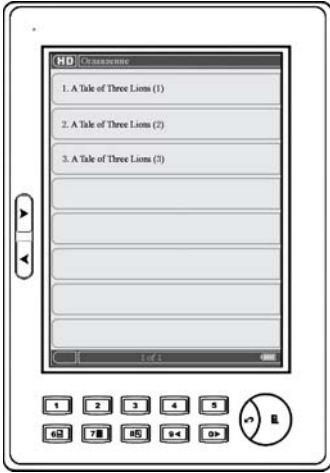 HD Оглавление
1. A Tale of Three Lions (1)
2. A Tale of Three Lions (2)
3. A Tale of Three Lions (3)
1 of 1
1 2 3 4 5
6 7 8 9 0